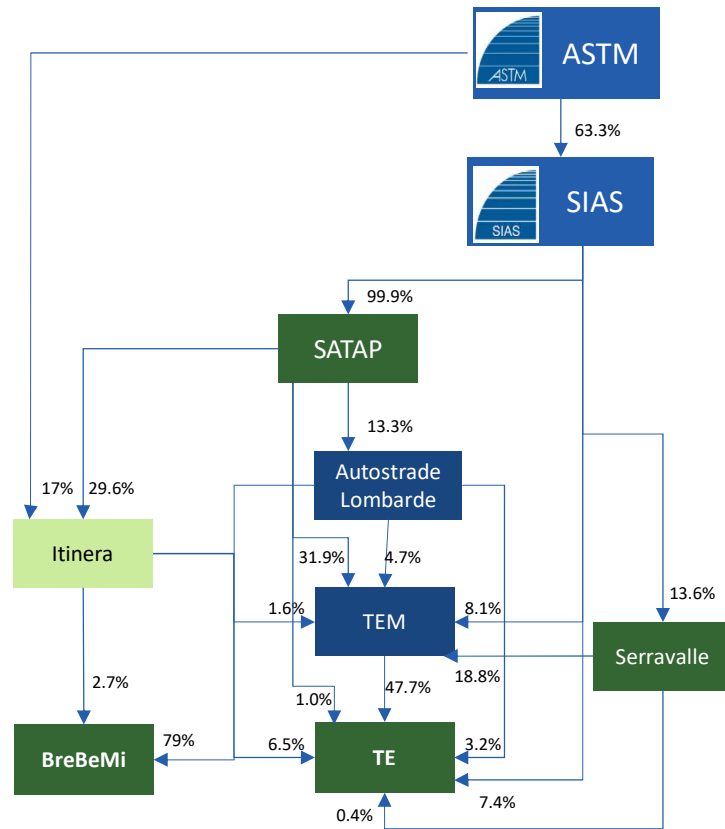 ASTM
ASTM
63.3%
SIAS
SIAS
99.9%
SATAP
13.3%
17%
29.6%
Autostrade
Lombarde
Itinera
31.9%
4.7%
13.6%
1.6%
TEM
8.1%
Serravalle
2.7%
1.0%
47.7%
18.8%
BreBeMi
79%
6.5%
TE
3.2%
0.4%
7.4%